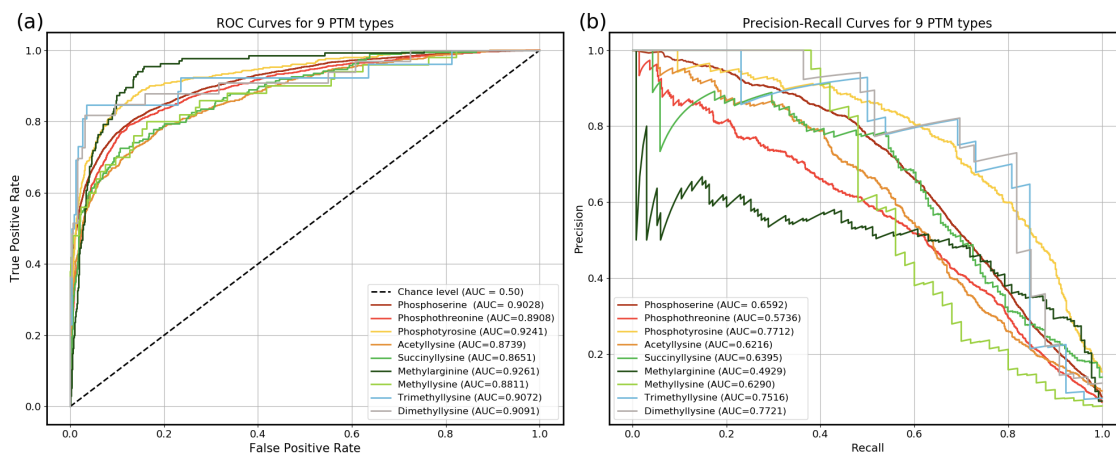 (a)
ROC Curves for 9 PTM types
True Positive Rate
1.0
0.8
0.6
0.4
0.2
0.0
Chance level (AUC = 0.50)
Phosphoserine (AUC= 0.9028)
Phosphothreonine (AUC=0.8908)
Phosphotyrosine (AUC=0.9241)
Acetyllysine (AUC=0.8739)
Succinyllysine (AUC=0.8651)
Methylarginine (AUC=0.9261)
Methyllysine (AUC=0.8811)
Trimethyllysine (AUC=0.9072)
Dimethyllysine (AUC=0.9091)
0.0 0.2 0.4 0.6 0.8 1.0
False Positive Rate
(b)
Precision-Recall Curves for 9 PTM types
Precision
1.0
0.8
0.6
0.4
0.2
Phosphoserine (AUC= 0.6592)
Phosphothreonine (AUC=0.5736)
Phosphotyrosine (AUC=0.7712)
Acetyllysine (AUC=0.6216)
Succinyllysine (AUC=0.6395)
Methylarginine (AUC=0.4929)
Methyllysine (AUC=0.6290)
Trimethyllysine (AUC=0.7516)
Dimethyllysine (AUC=0.7721)
0.0 0.2 0.4 0.6 0.8 1.0
Recall